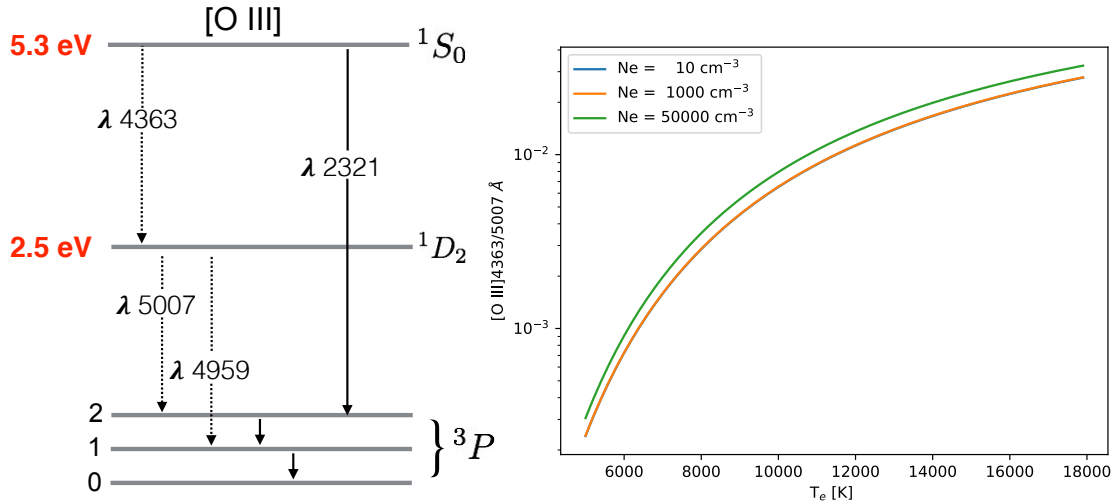 [O III]
5.3 eV
¹S₀
λ 4363
λ 2321
2.5 eV
¹D₂
λ 5007
λ 4959
2
1
0
} ³P
Ne = 10 cm⁻³
Ne = 1000 cm⁻³
Ne = 50000 cm⁻³
[O III]4363/5007 Å
10⁻²
10⁻³
6000 8000 10000 12000 14000 16000 18000
Tₑ [K]